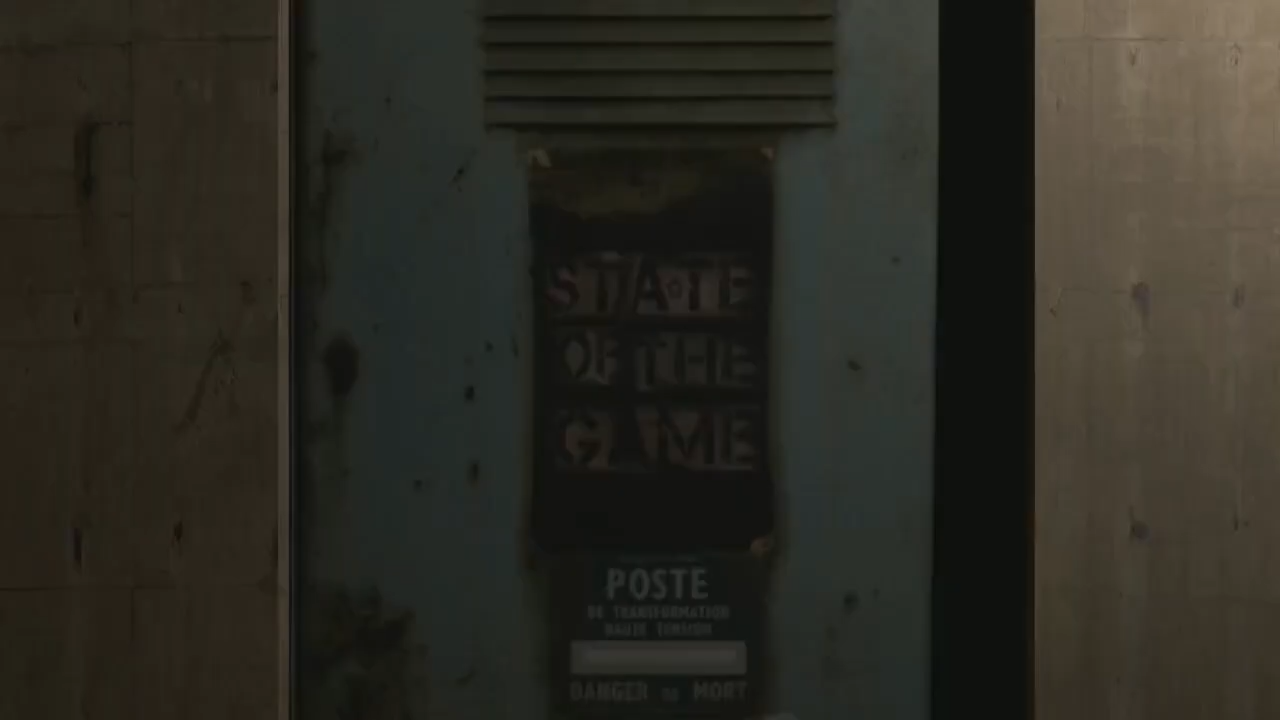 STATE
OF THE
GAME
POSTE
DE TRANSFORMATION
HAUTE TENSION
DANGER DE MORT